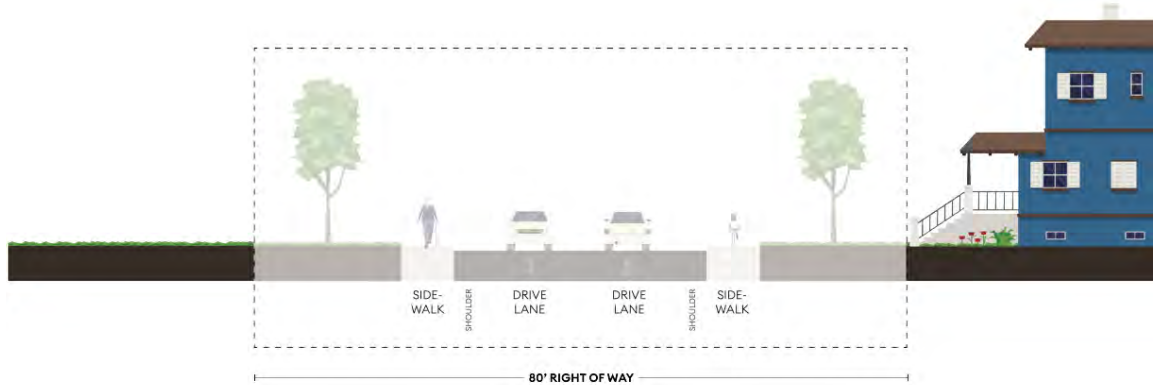 SIDE-
WALK
SHOULDER
DRIVE
LANE
DRIVE
LANE
SHOULDER
SIDE-
WALK
80' RIGHT OF WAY